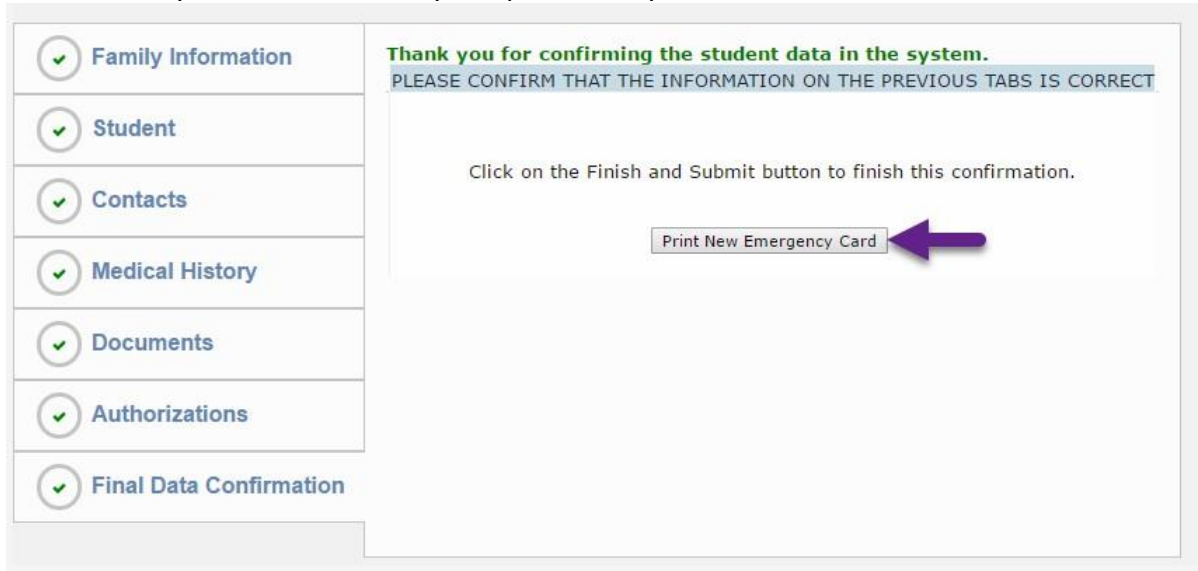 Family Information
Student
Contacts
Medical History
Documents
Authorizations
Final Data Confirmation
Thank you for confirming the student data in the system.
PLEASE CONFIRM THAT THE INFORMATION ON THE PREVIOUS TABS IS CORRECT
Click on the Finish and Submit button to finish this confirmation.
Print New Emergency Card